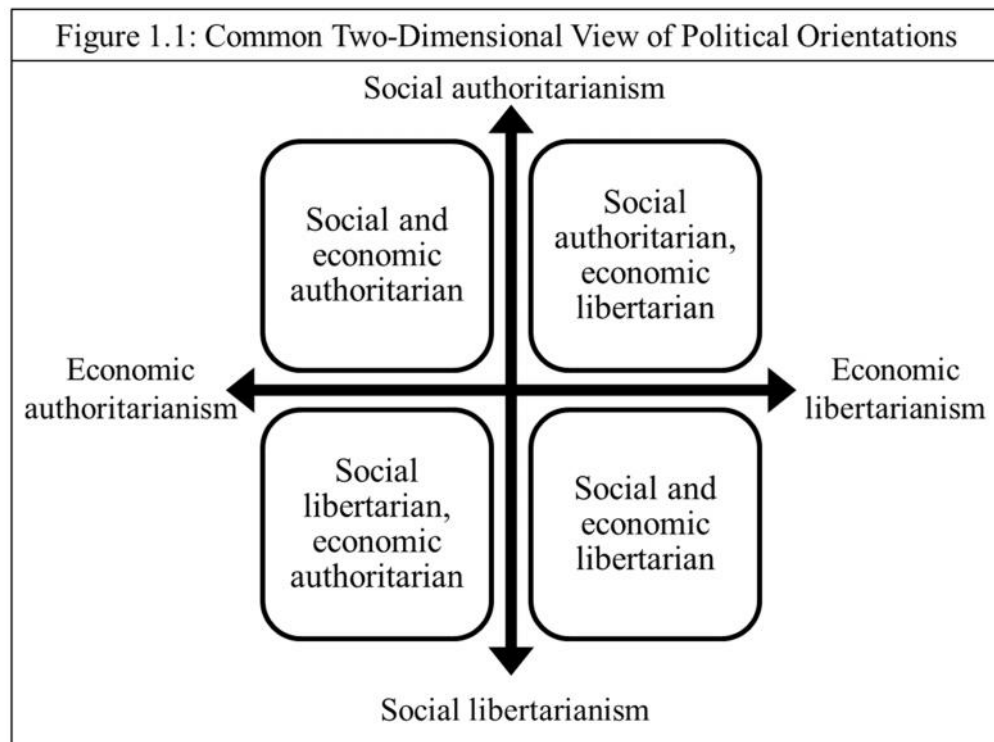 Figure 1.1: Common Two-Dimensional View of Political Orientations
Social authoritarianism
Social and
economic
authoritarian
Social
authoritarian,
economic
libertarian
Economic
authoritarianism
Economic
libertarianism
Social
libertarian,
economic
authoritarian
Social and
economic
libertarian
Social libertarianism